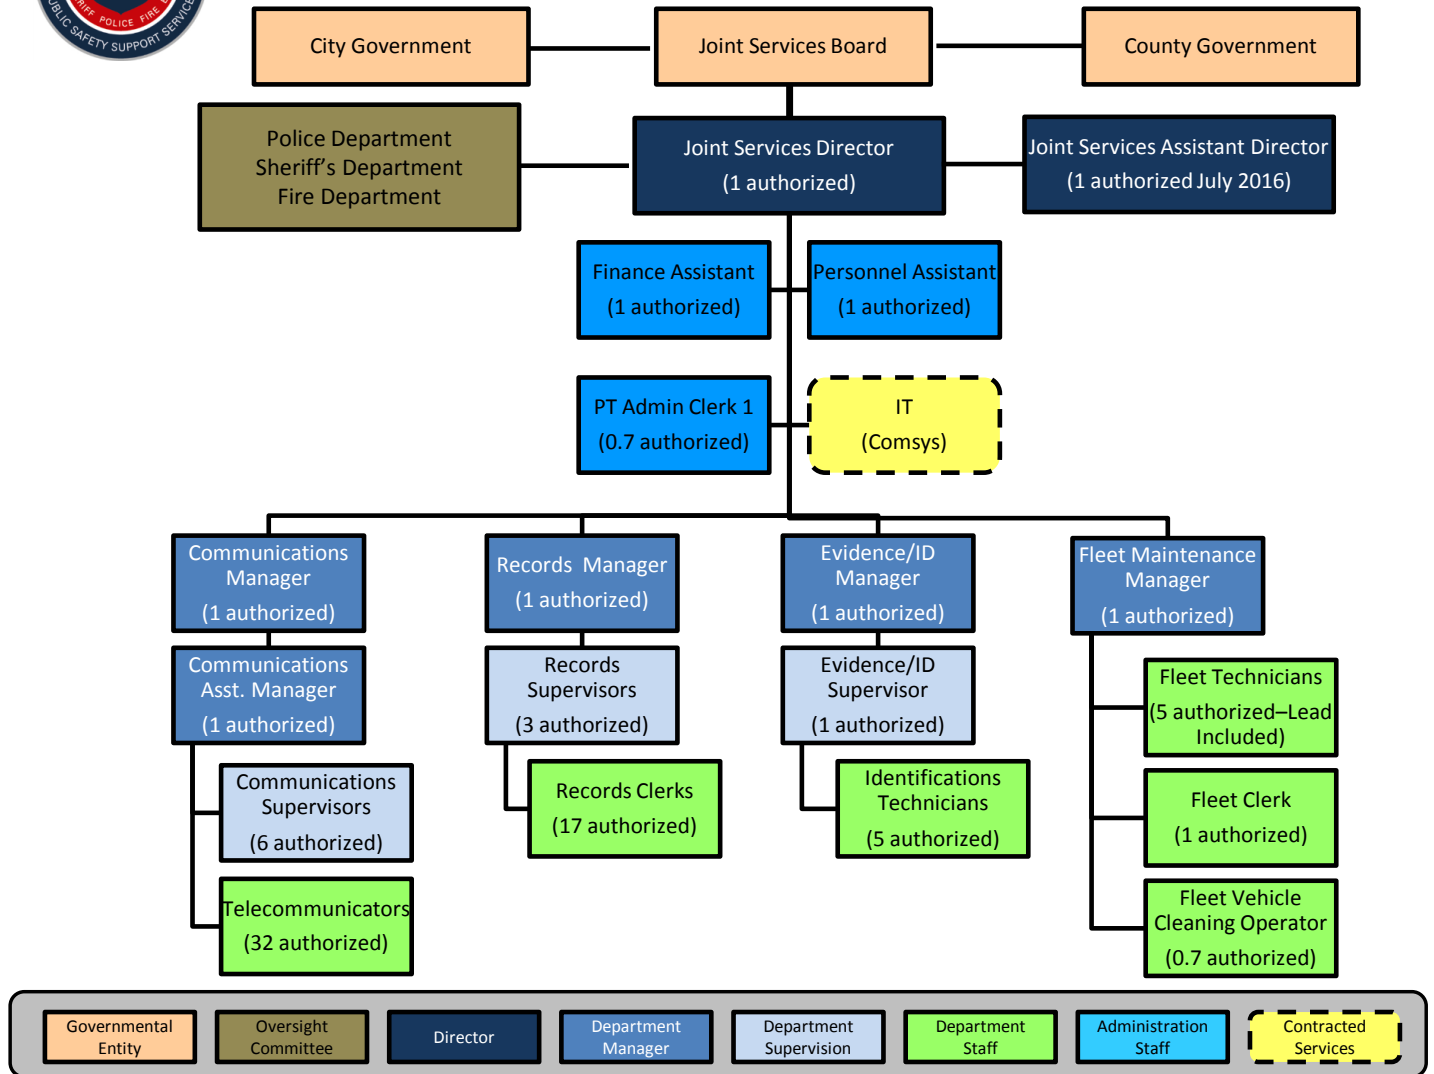 POLICE FIRE
SAFETY SUPPORT
City Government
Joint Services Board
County Government
Police Department
Sheriff's Department
Fire Department
Joint Services Director
(1 authorized)
Joint Services Assistant Director
(1 authorized July 2016)
Finance Assistant
(1 authorized)
Personnel Assistant
(1 authorized)
PT Admin Clerk 1
(0.7 authorized)
IT
(Comsys)
Communications
Manager
(1 authorized)
Records Manager
(1 authorized)
Evidence/ID
Manager
(1 authorized)
Fleet Maintenance
Manager
(1 authorized)
Communications
Asst. Manager
(1 authorized)
Records
Supervisors
(3 authorized)
Evidence/ID
Supervisor
(1 authorized)
Fleet Technicians
(5 authorized–Lead
Included)
Communications
Supervisors
(6 authorized)
Records Clerks
(17 authorized)
Identifications
Technicians
(5 authorized)
Fleet Clerk
(1 authorized)
Telecommunicators
(32 authorized)
Fleet Vehicle
Cleaning Operator
(0.7 authorized)
Governmental
Entity
Oversight
Committee
Director
Department
Manager
Department
Supervision
Department
Staff
Administration
Staff
Contracted
Services